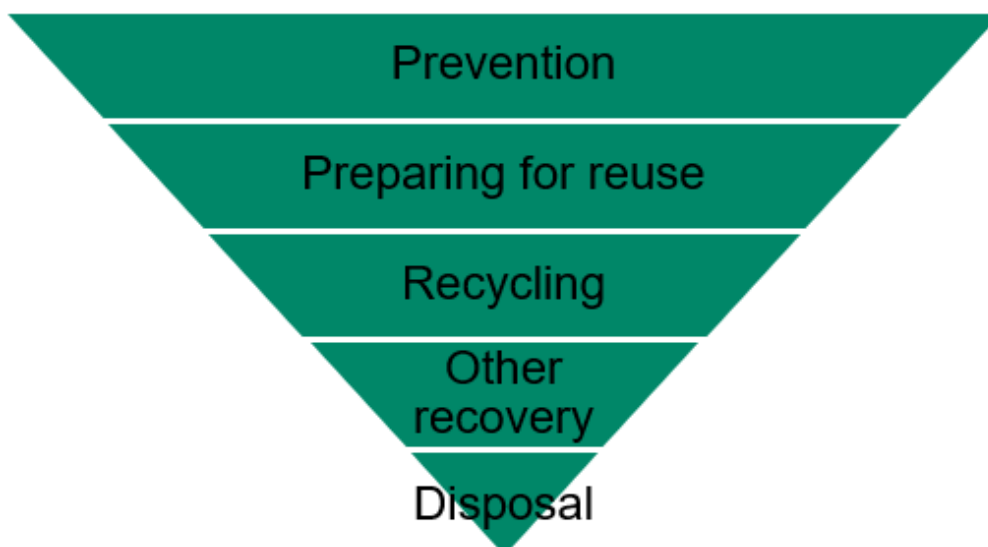 Prevention
Preparing for reuse
Recycling
Other
recovery
Disposal